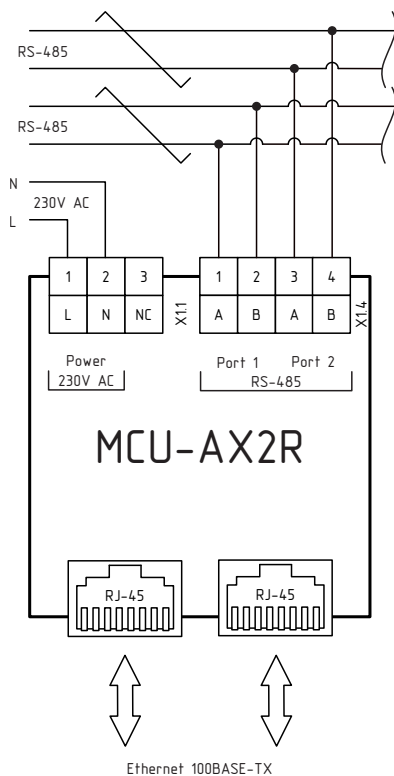 RS-485
RS-485
N
230V AC
L
1 2 3
L N NC
X1.1
1 2 3 4
A B A B
X1.4
Power
230V AC
Port 1 Port 2
RS-485
MCU-AX2R
RJ-45 RJ-45
Ethernet 100BASE-TX